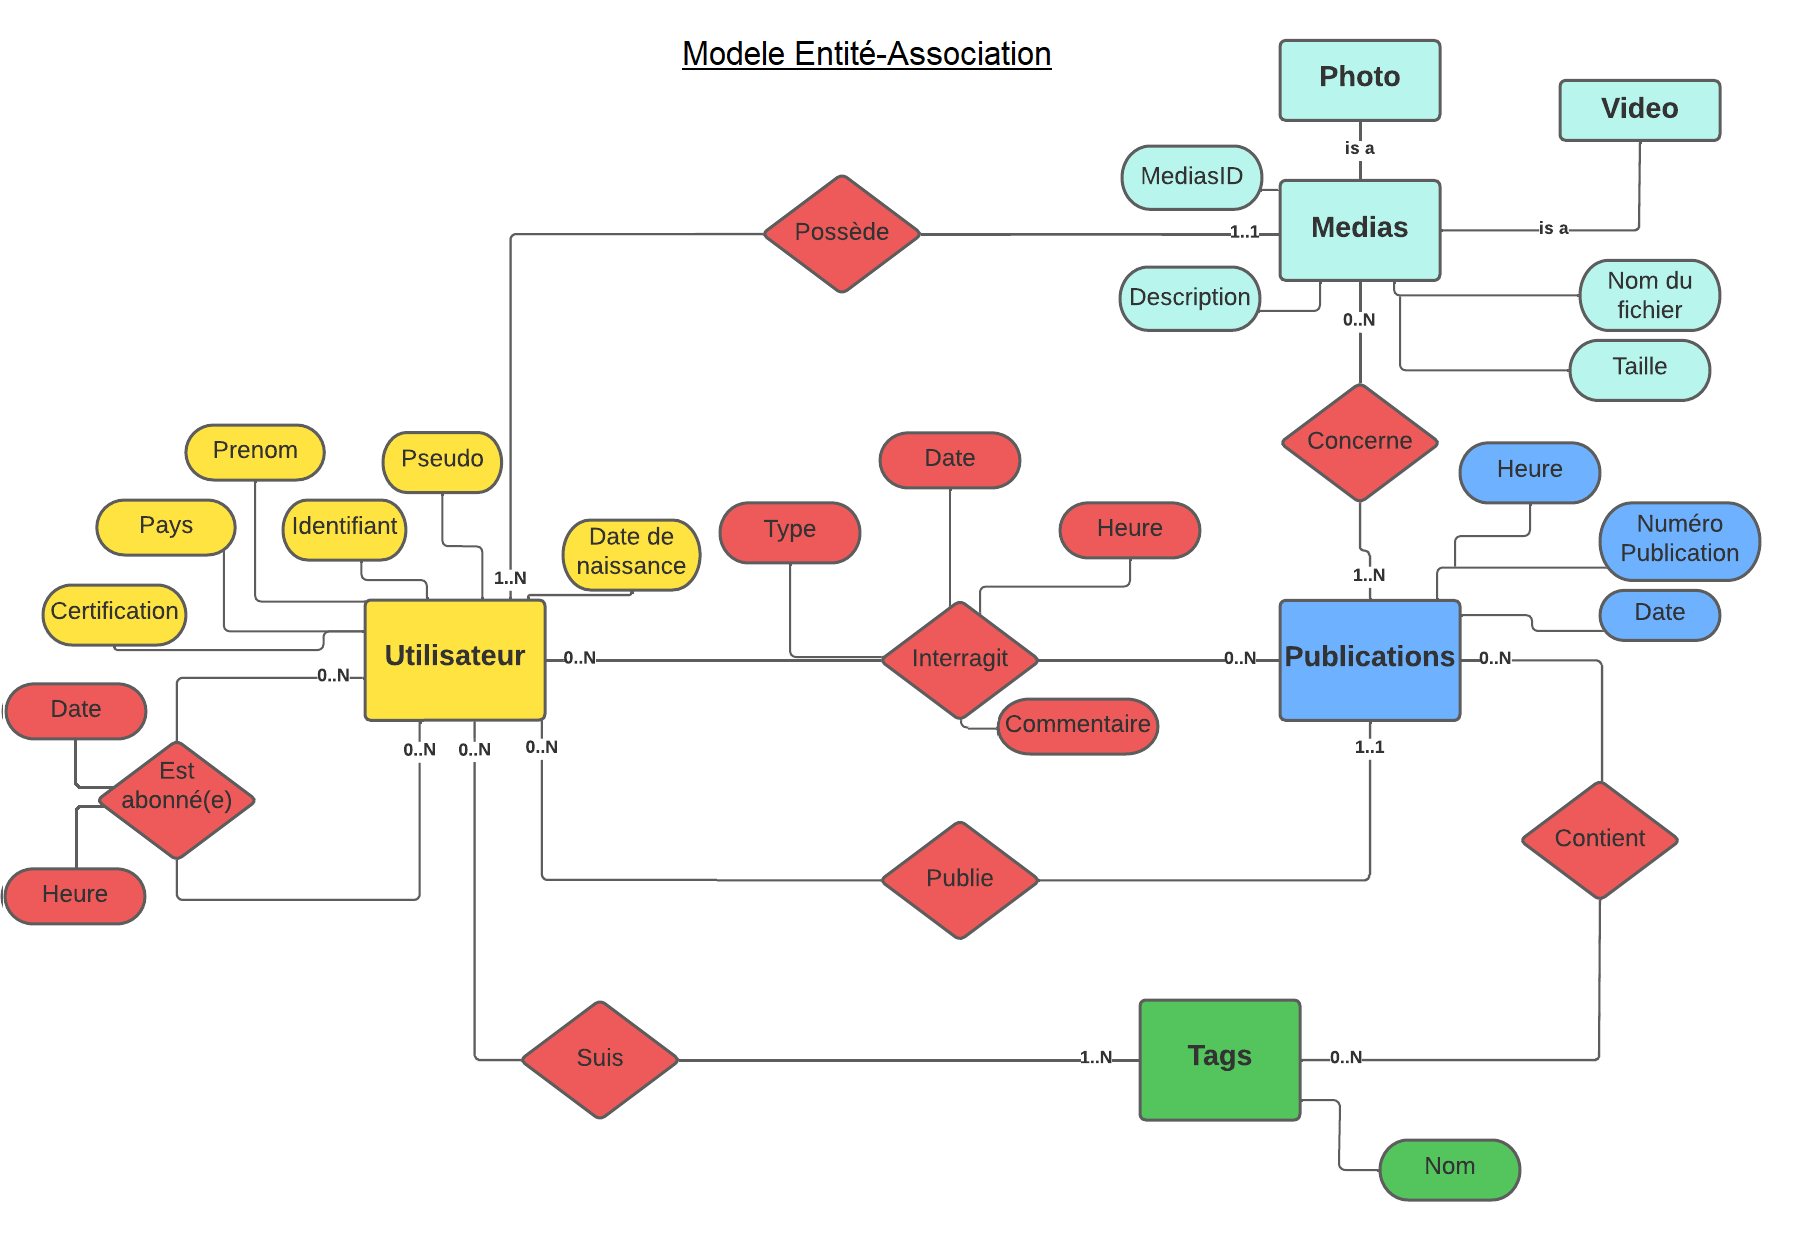 Modele Entité-Association
Photo
Video
is a
MediasID
Medias
Possède
1..1
is a
Description
Nom du
fichier
0..N
Taille
Concerne
Prenom
Pseudo
Date
Heure
Pays
Identifiant
Type
Heure
Numéro
Publication
Date de
naissance
1..N
1..N
Certification
Date
Utilisateur
0..N
Interragit
0..N
Publications
0..N
0..N
Date
Commentaire
0..N
0..N
0..N
1..1
Est
abonné(e)
Contient
Publie
Heure
Suis
1..N
Tags
0..N
Nom